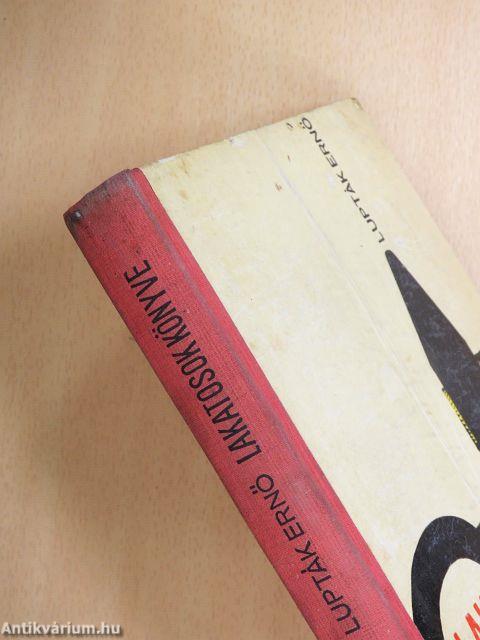 LUPTÁK ERNŐ LAKATOSOK KÖNYVE
LUPTÁK ERNŐ
Antikvárium.hu